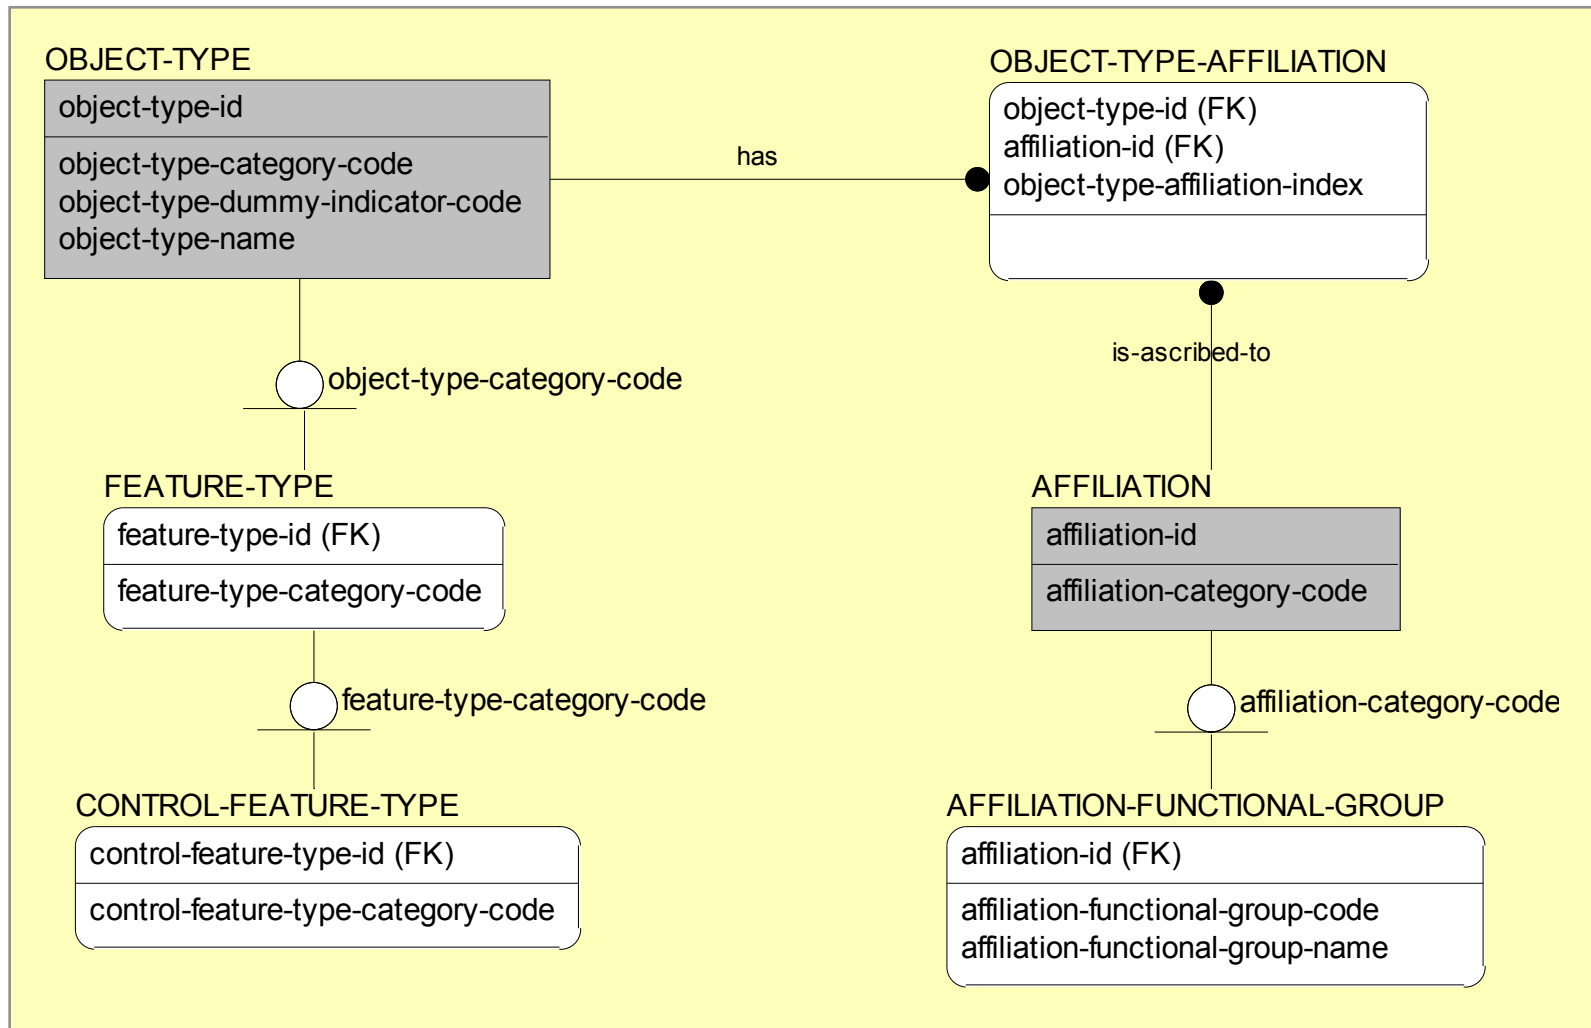 OBJECT-TYPE
object-type-id
object-type-category-code
object-type-dummy-indicator-code
object-type-name
has
OBJECT-TYPE-AFFILIATION
object-type-id (FK)
affiliation-id (FK)
object-type-affiliation-index
is-ascribed-to
object-type-category-code
FEATURE-TYPE
feature-type-id (FK)
feature-type-category-code
AFFILIATION
affiliation-id
affiliation-category-code
feature-type-category-code
affiliation-category-code
CONTROL-FEATURE-TYPE
control-feature-type-id (FK)
control-feature-type-category-code
AFFILIATION-FUNCTIONAL-GROUP
affiliation-id (FK)
affiliation-functional-group-code
affiliation-functional-group-name